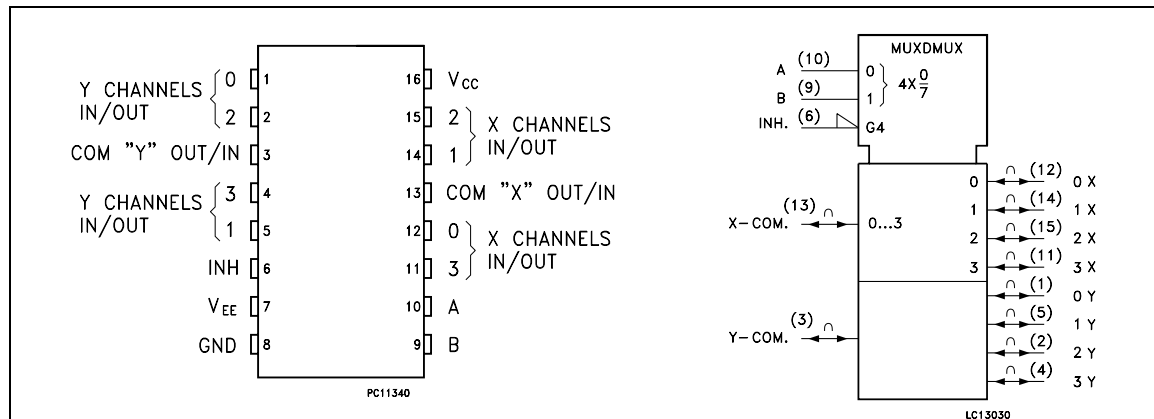 Y CHANNELS IN/OUT
0
2
COM "Y" OUT/IN
Y CHANNELS IN/OUT
3
1
INH
VEE
GND
1
2
3
4
5
6
7
8
16
15
14
13
12
11
10
9
VCC
2
1
X CHANNELS IN/OUT
COM "X" OUT/IN
0
3
X CHANNELS IN/OUT
A
B
PC11340
MUXDMUX
A (10) 0
B (9) 1
4X 0/7
INH. (6) G4
X-COM. (13) ∩ 0...3
0 ∩ (12) 0 X
1 ∩ (14) 1 X
2 ∩ (15) 2 X
3 ∩ (11) 3 X
∩ (1) 0 Y
∩ (5) 1 Y
∩ (2) 2 Y
∩ (4) 3 Y
Y-COM. (3) ∩
LC13030